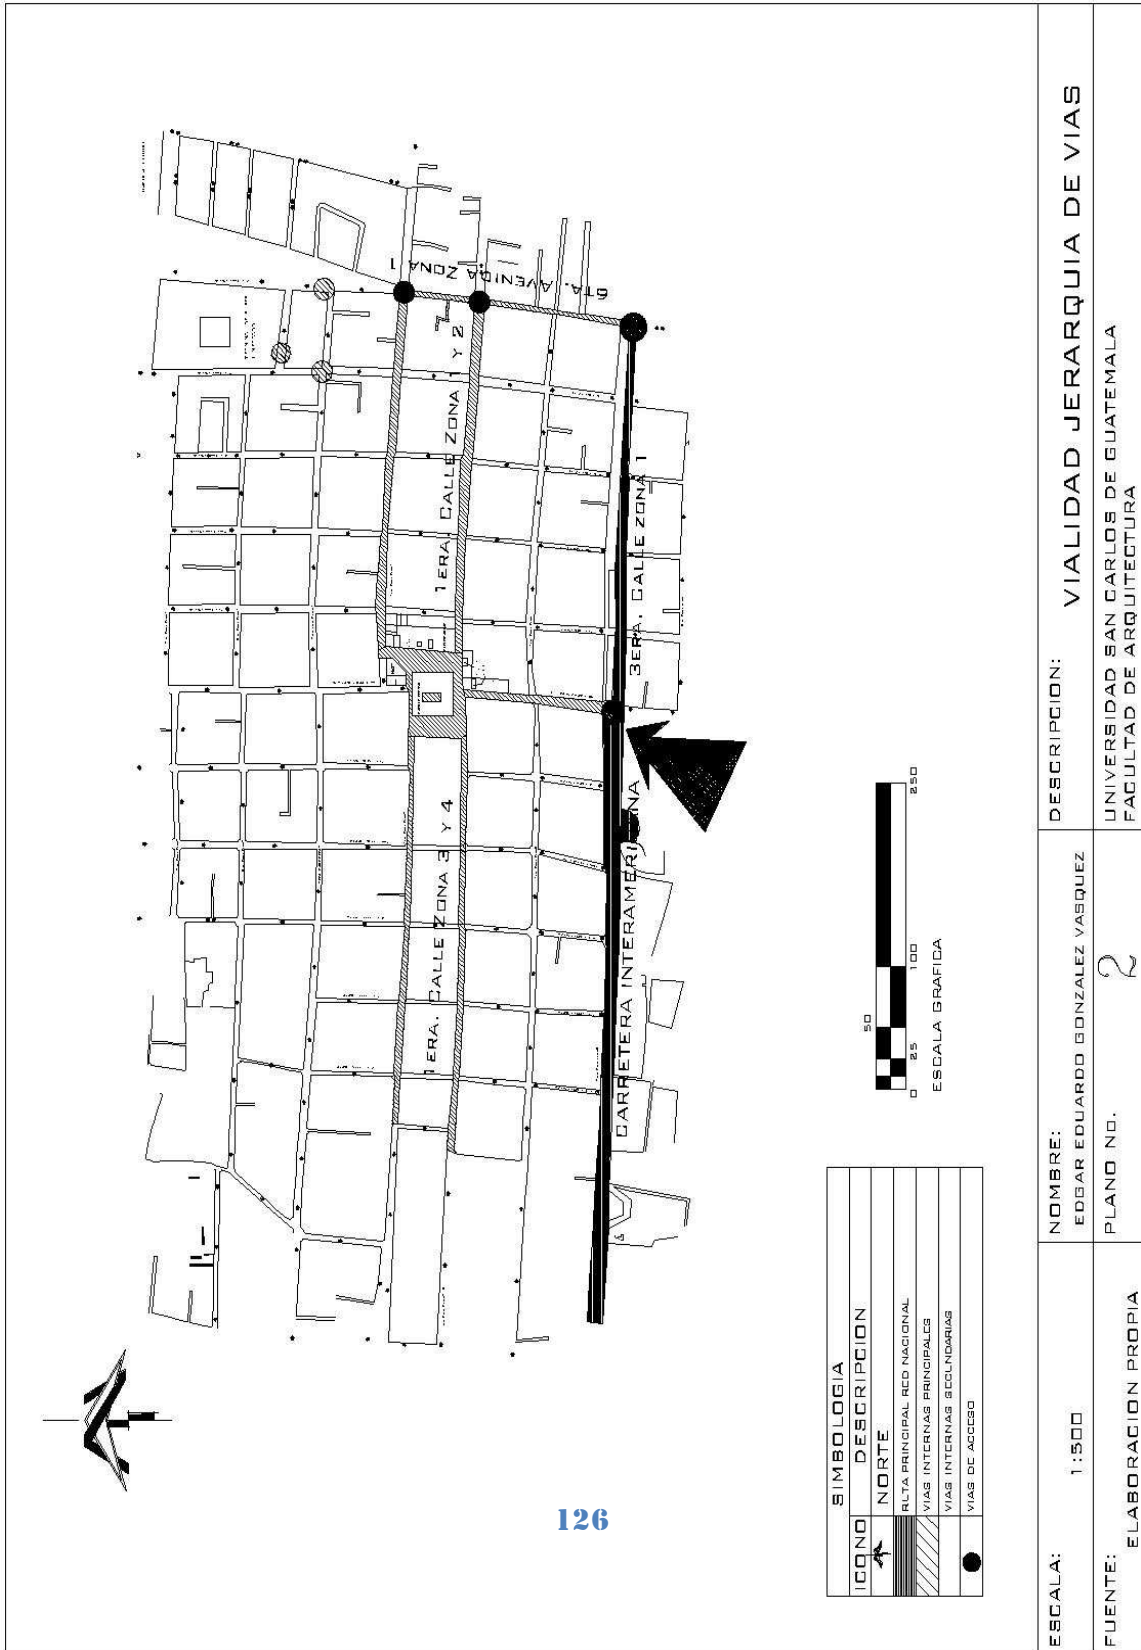 6TA. AVENIDA ZONA 1
1ERA. CALLE ZONA 1 Y 2
3ERA. CALLE ZONA 1
1ERA. CALLE ZONA 3 Y 4
CARRETERA INTERAMERICANA
SIMBOLOGIA
ICONO DESCRIPCION
NORTE
RUTA PRINCIPAL RED NACIONAL
VIAS INTERNAS PRINCIPALES
VIAS INTERNAS SECUNDARIAS
VIAS DE ACCESO
0 25 50 100 250
ESCALA GRAFICA
ESCALA:
1:500
FUENTE:
ELABORACION PROPIA
NOMBRE:
EDGAR EDUARDO GONZALEZ VASQUEZ
PLANO No. 2
DESCRIPCION:
VIALIDAD JERARQUIA DE VIAS
UNIVERSIDAD SAN CARLOS DE GUATEMALA
FACULTAD DE ARQUITECTURA
126